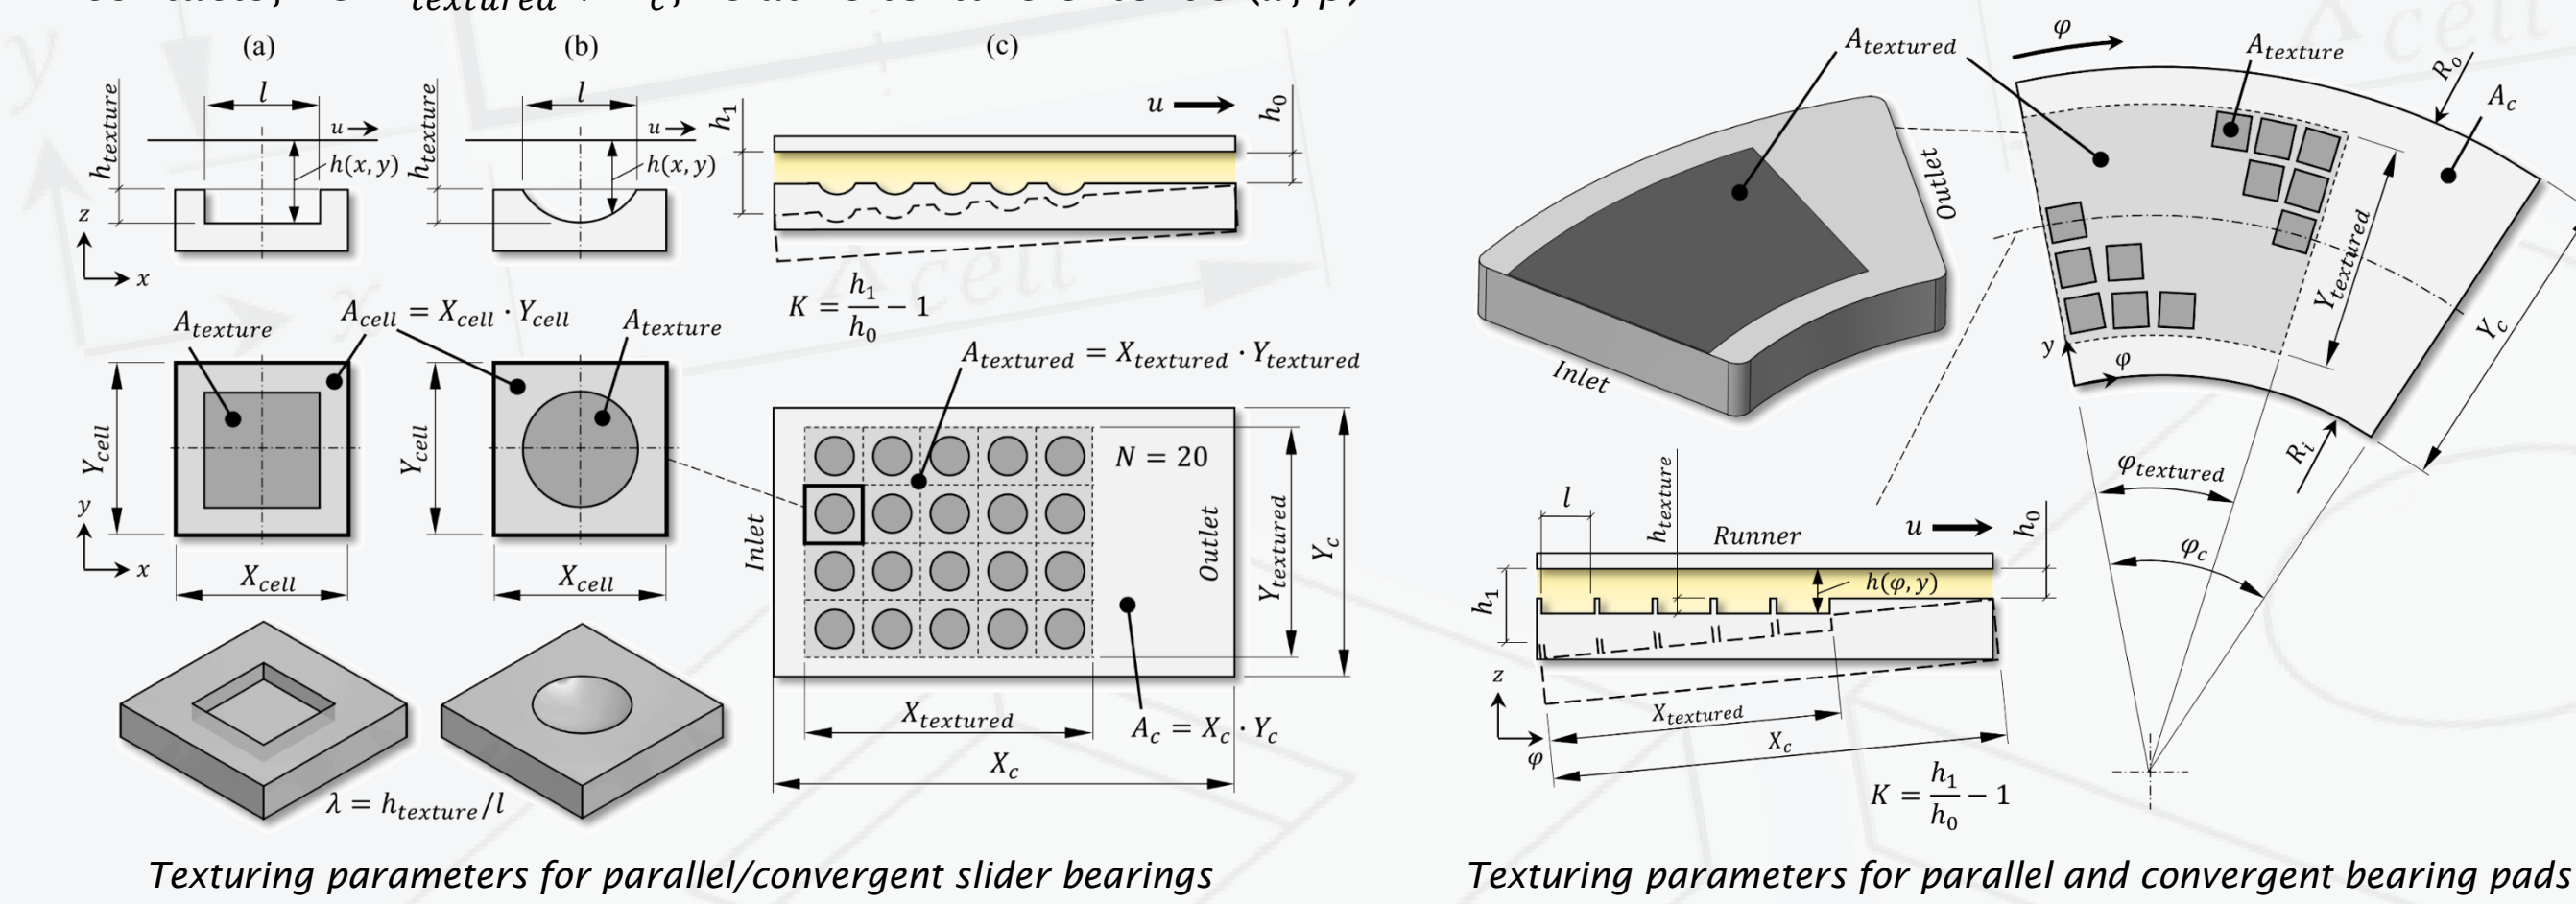 (a)
(b)
(c)
h_texture
l
u
h(x, y)
z
x
h_texture
l
u
h(x, y)
h_1
u
h_0
K = h_1/h_0 − 1
A_texture
A_cell = X_cell · Y_cell
A_texture
Y_cell
y
x
X_cell
Y_cell
X_cell
λ = h_texture/l
A_textured = X_textured · Y_textured
N = 20
Inlet
Outlet
Y_textured
Y_c
X_textured
A_c = X_c · Y_c
X_c
Texturing parameters for parallel/convergent slider bearings
A_textured
φ
A_texture
R_o
A_c
Outlet
Inlet
Y_textured
Y_c
y
φ
R_i
φ_textured
φ_c
l
h_texture
Runner
u
h_0
h_1
h(φ, y)
z
φ
X_textured
X_c
K = h_1/h_0 − 1
Texturing parameters for parallel and convergent bearing pads